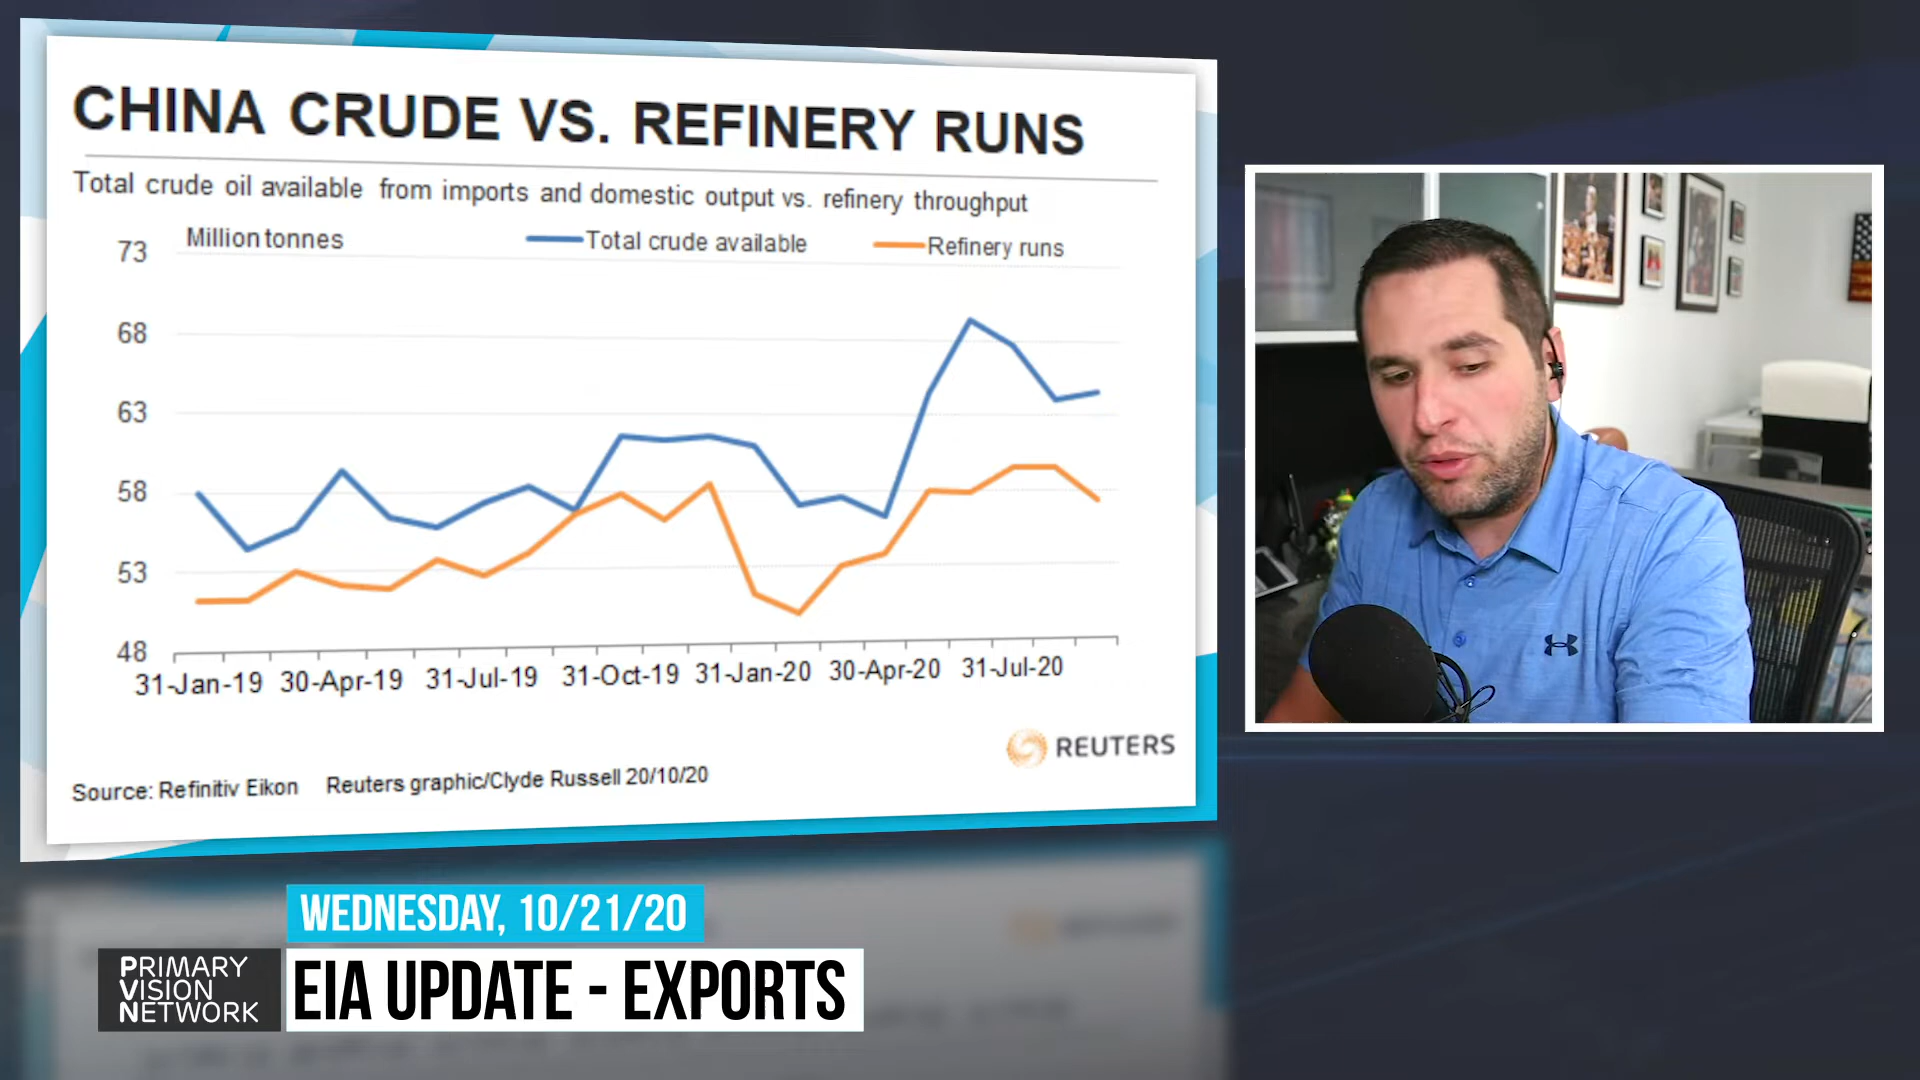 CHINA CRUDE VS. REFINERY RUNS
Total crude oil available from imports and domestic output vs. refinery throughput
Million tonnes
Total crude available
Refinery runs
73
68
63
58
53
48
31-Jan-19 30-Apr-19 31-Jul-19 31-Oct-19 31-Jan-20 30-Apr-20 31-Jul-20
REUTERS
Source: Refinitiv Eikon Reuters graphic/Clyde Russell 20/10/20
WEDNESDAY, 10/21/20
PRIMARY
VISION
NETWORK
EIA UPDATE - EXPORTS